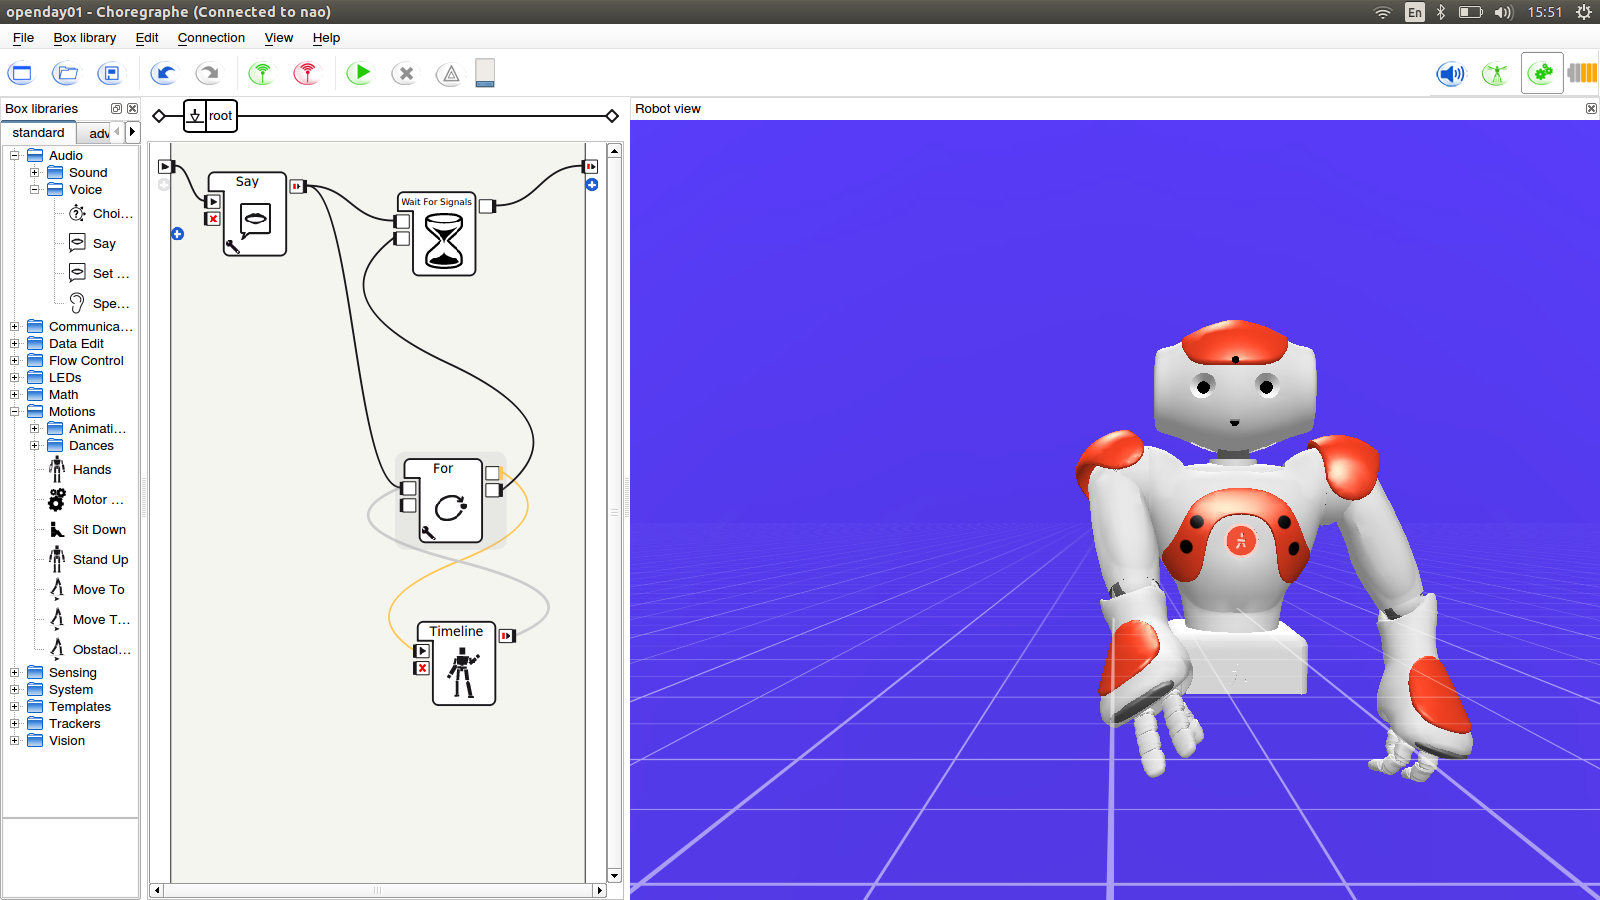 openday01 - Choregraphe (Connected to nao)
En
15:51
File Box library Edit Connection View Help
Box libraries
standard adv
Audio
Sound
Voice
Choi...
Say
Set ...
Spe...
Communica...
Data Edit
Flow Control
LEDs
Math
Motions
Animati...
Dances
Hands
Motor ...
Sit Down
Stand Up
Move To
Move T...
Obstacl...
Sensing
System
Templates
Trackers
Vision
root
Say
Wait For Signals
For
Timeline
Robot view